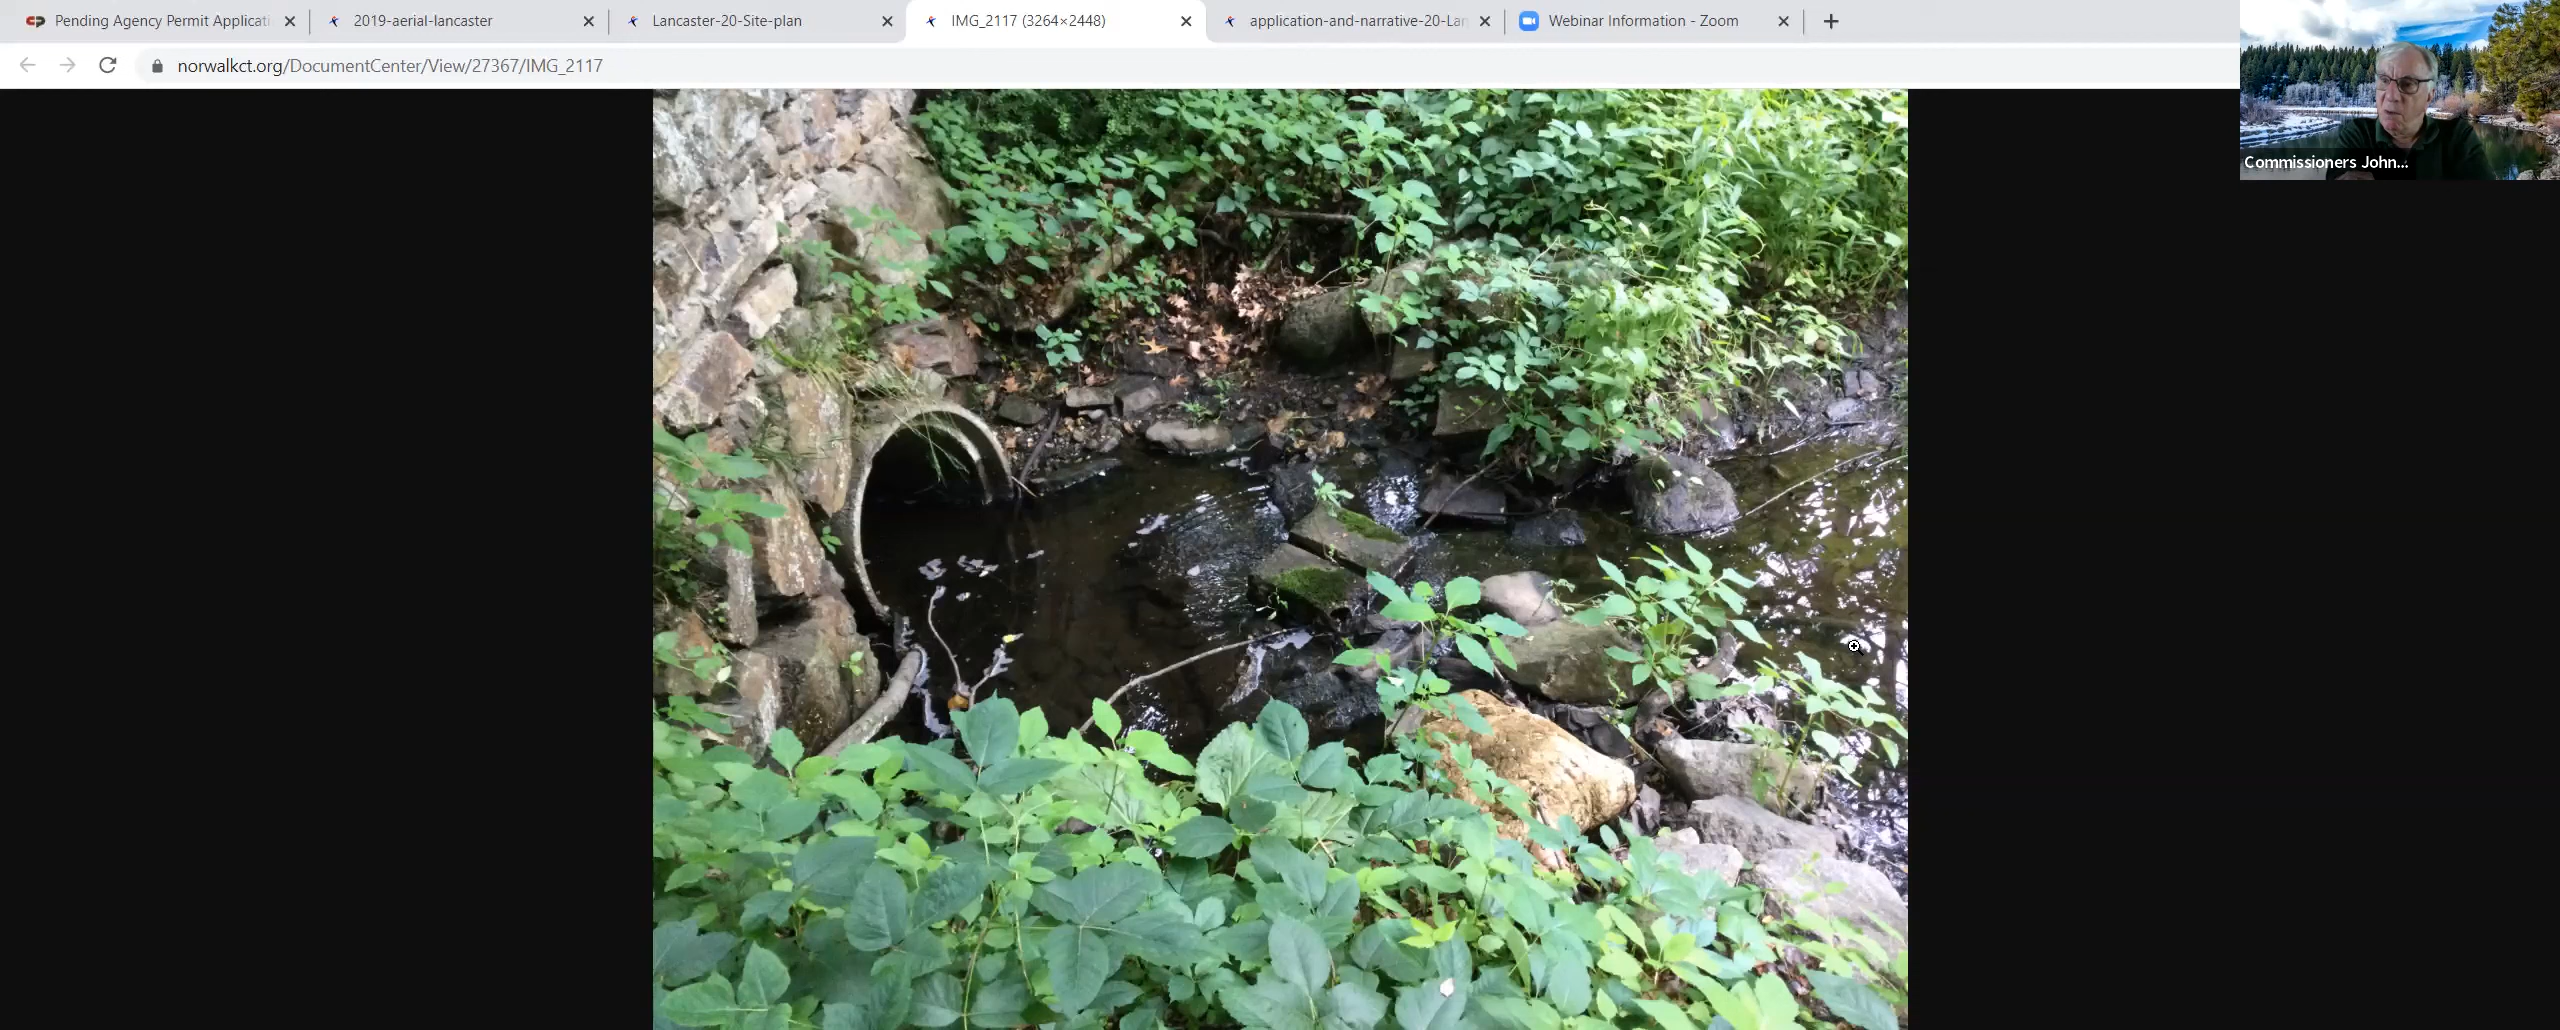 Pending Agency Permit Applicati
2019-aerial-lancaster
Lancaster-20-Site-plan
IMG_2117 (3264×2448)
application-and-narrative-20-Lan
Webinar Information - Zoom
norwalkct.org/DocumentCenter/View/27367/IMG_2117
Commissioners John...